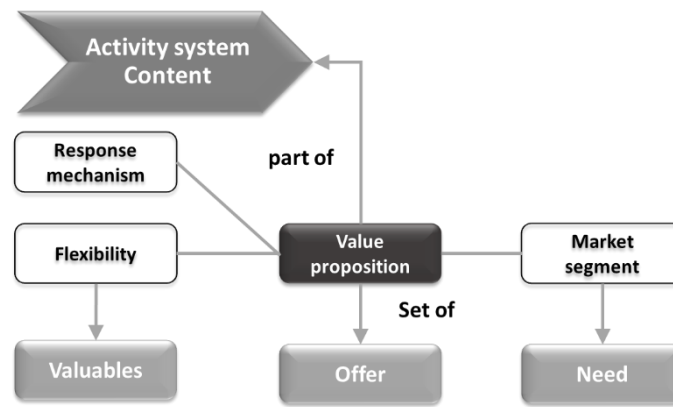 Activity system
Content
Response
mechanism
part of
Flexibility
Value
proposition
Market
segment
Set of
Valuables
Offer
Need